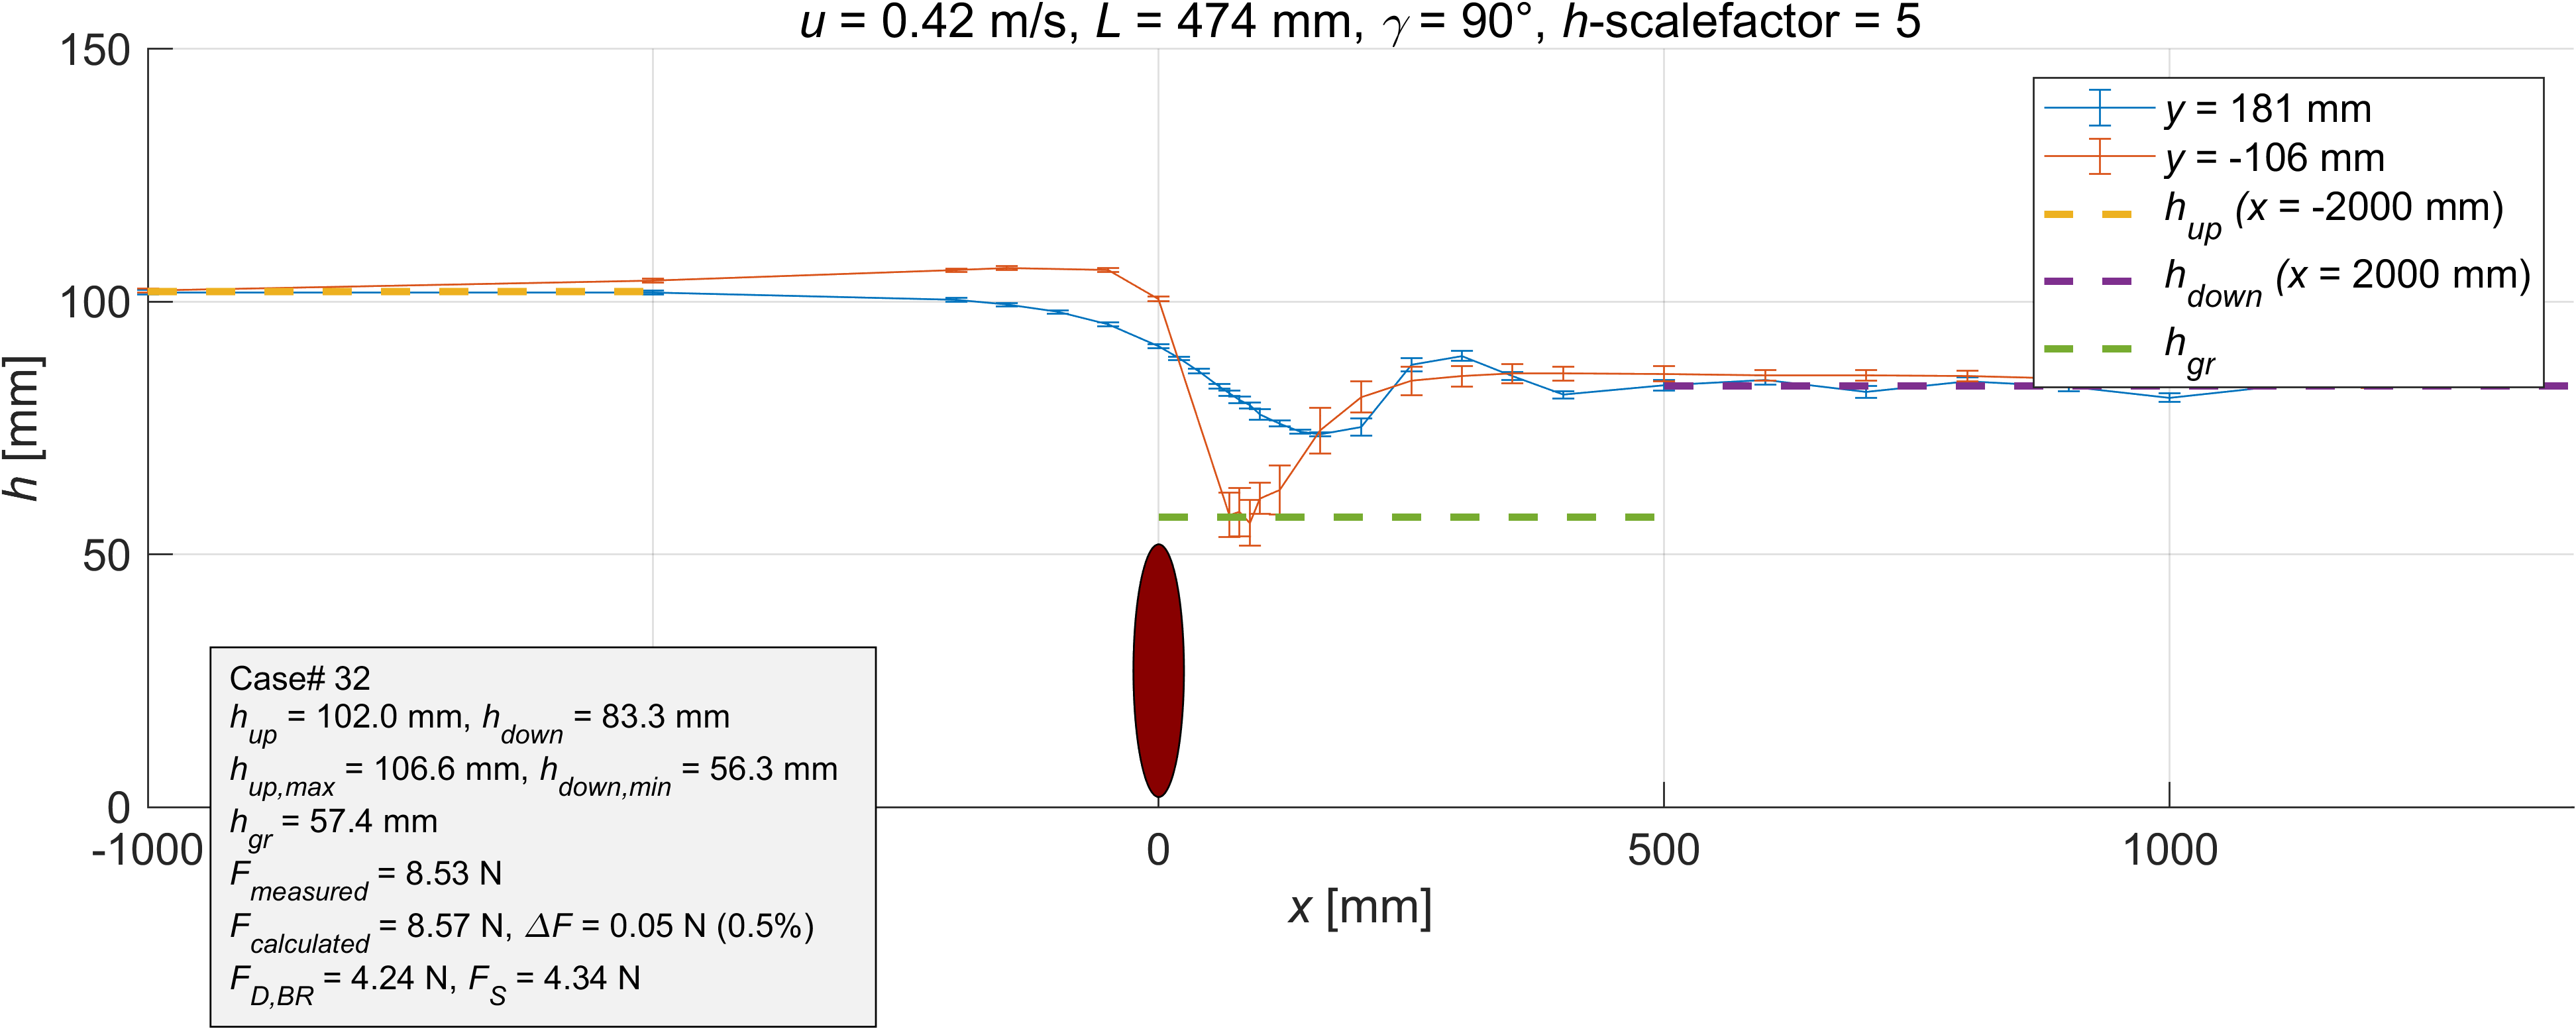 u = 0.42 m/s, L = 474 mm, γ = 90°, h-scalefactor = 5
150
100
50
0
h [mm]
-1000
0
500
1000
x [mm]
y = 181 mm
y = -106 mm
h_up (x = -2000 mm)
h_down (x = 2000 mm)
h_gr
Case# 32
h_up = 102.0 mm, h_down = 83.3 mm
h_up,max = 106.6 mm, h_down,min = 56.3 mm
h_gr = 57.4 mm
F_measured = 8.53 N
F_calculated = 8.57 N, ΔF = 0.05 N (0.5%)
F_D,BR = 4.24 N, F_S = 4.34 N